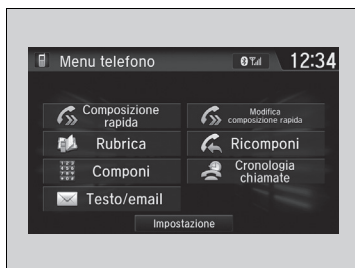 Menu telefono
12:34
Composizione
rapida
Modifica
composizione rapida
Rubrica
Ricomponi
Componi
Cronologia
chiamate
Testo/email
Impostazione